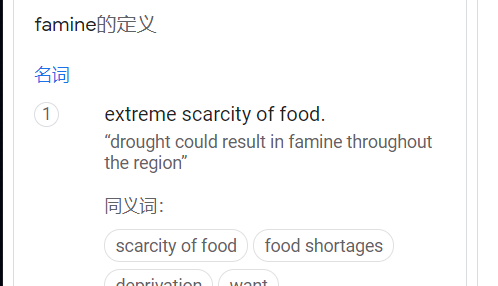 famine的定义
名词
1
extreme scarcity of food.
“drought could result in famine throughout
the region”
同义词：
scarcity of food food shortages
deprivation want